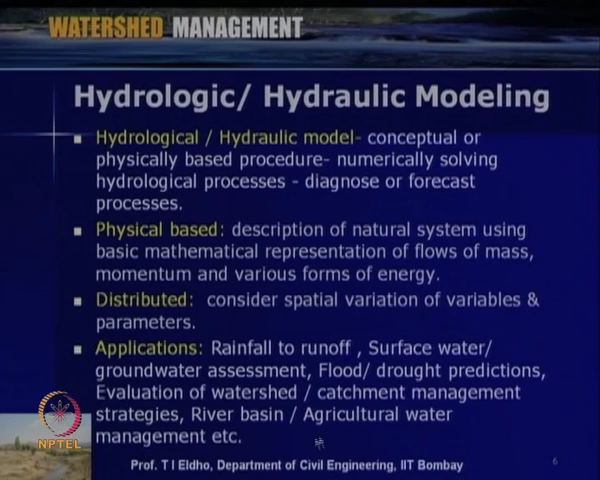 WATERSHED MANAGEMENT
Hydrologic/ Hydraulic Modeling
Hydrological / Hydraulic model- conceptual or
physically based procedure- numerically solving
hydrological processes - diagnose or forecast
processes.
Physical based: description of natural system using
basic mathematical representation of flows of mass,
momentum and various forms of energy.
Distributed: consider spatial variation of variables &
parameters.
Applications: Rainfall to runoff , Surface water/
groundwater assessment, Flood/ drought predictions,
Evaluation of watershed / catchment management
strategies, River basin / Agricultural water
management etc.
NPTEL
Prof. T I Eldho, Department of Civil Engineering, IIT Bombay
6